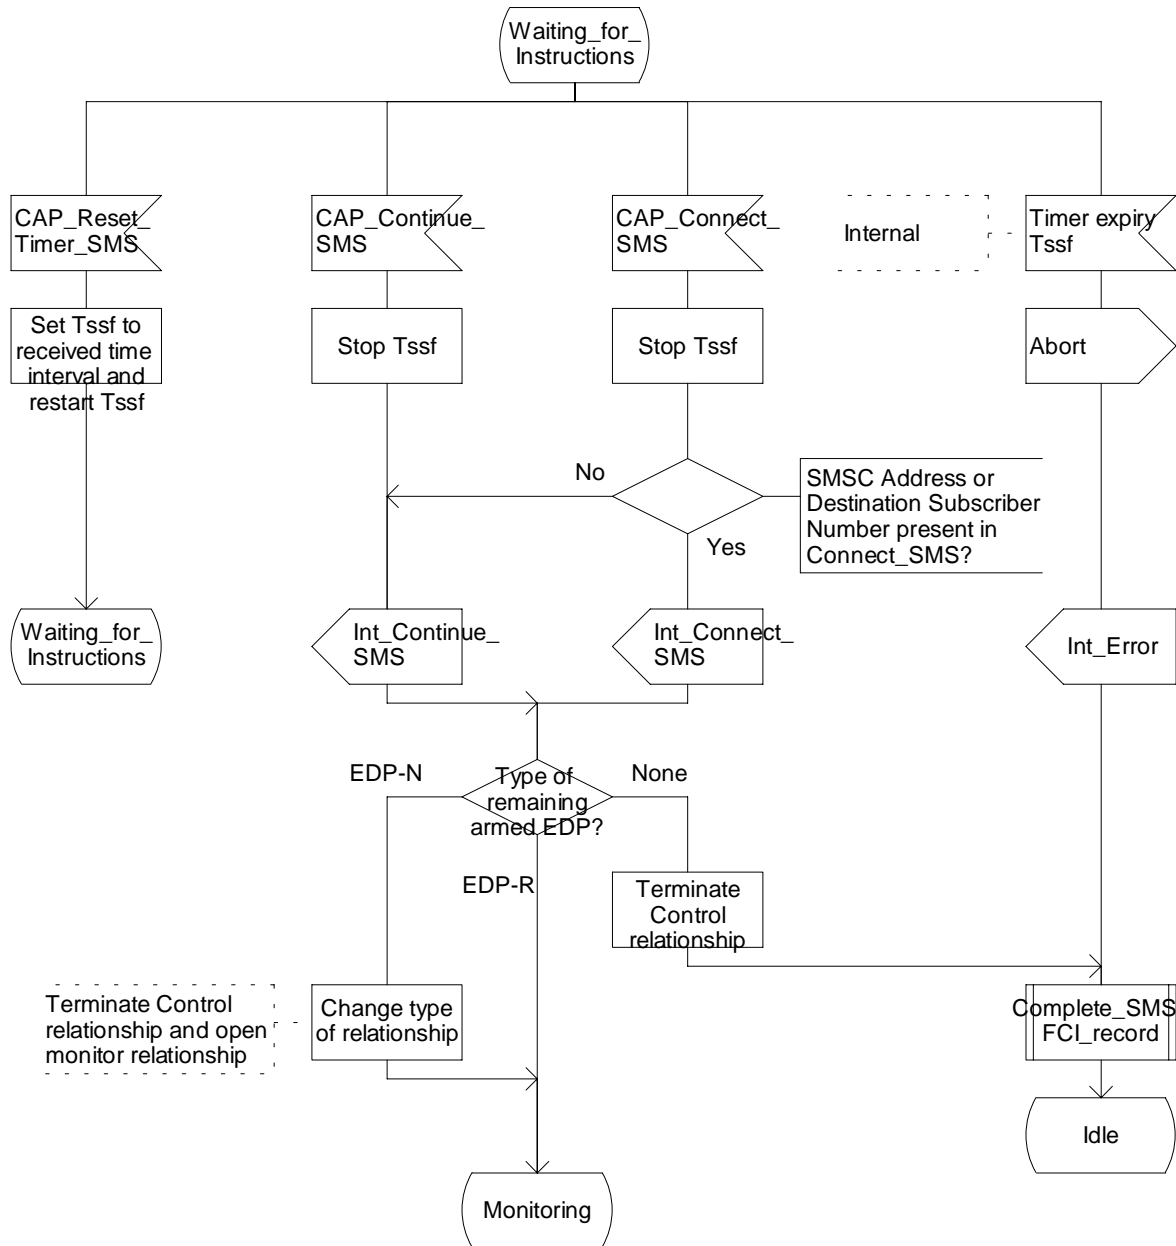 Waiting_for_
Instructions
CAP_Reset_
Timer_SMS
CAP_Continue_
SMS
CAP_Connect_
SMS
Internal
Timer expiry
Tssf
Set Tssf to
received time
interval and
restart Tssf
Stop Tssf
Stop Tssf
Abort
No
Yes
SMSC Address or
Destination Subscriber
Number present in
Connect_SMS?
Waiting_for_
Instructions
Int_Continue_
SMS
Int_Connect_
SMS
Int_Error
EDP-N
Type of
remaining
armed EDP?
None
EDP-R
Terminate
Control
relationship
Terminate Control
relationship and open
monitor relationship
Change type
of relationship
Complete_SMS
FCI_record
Idle
Monitoring